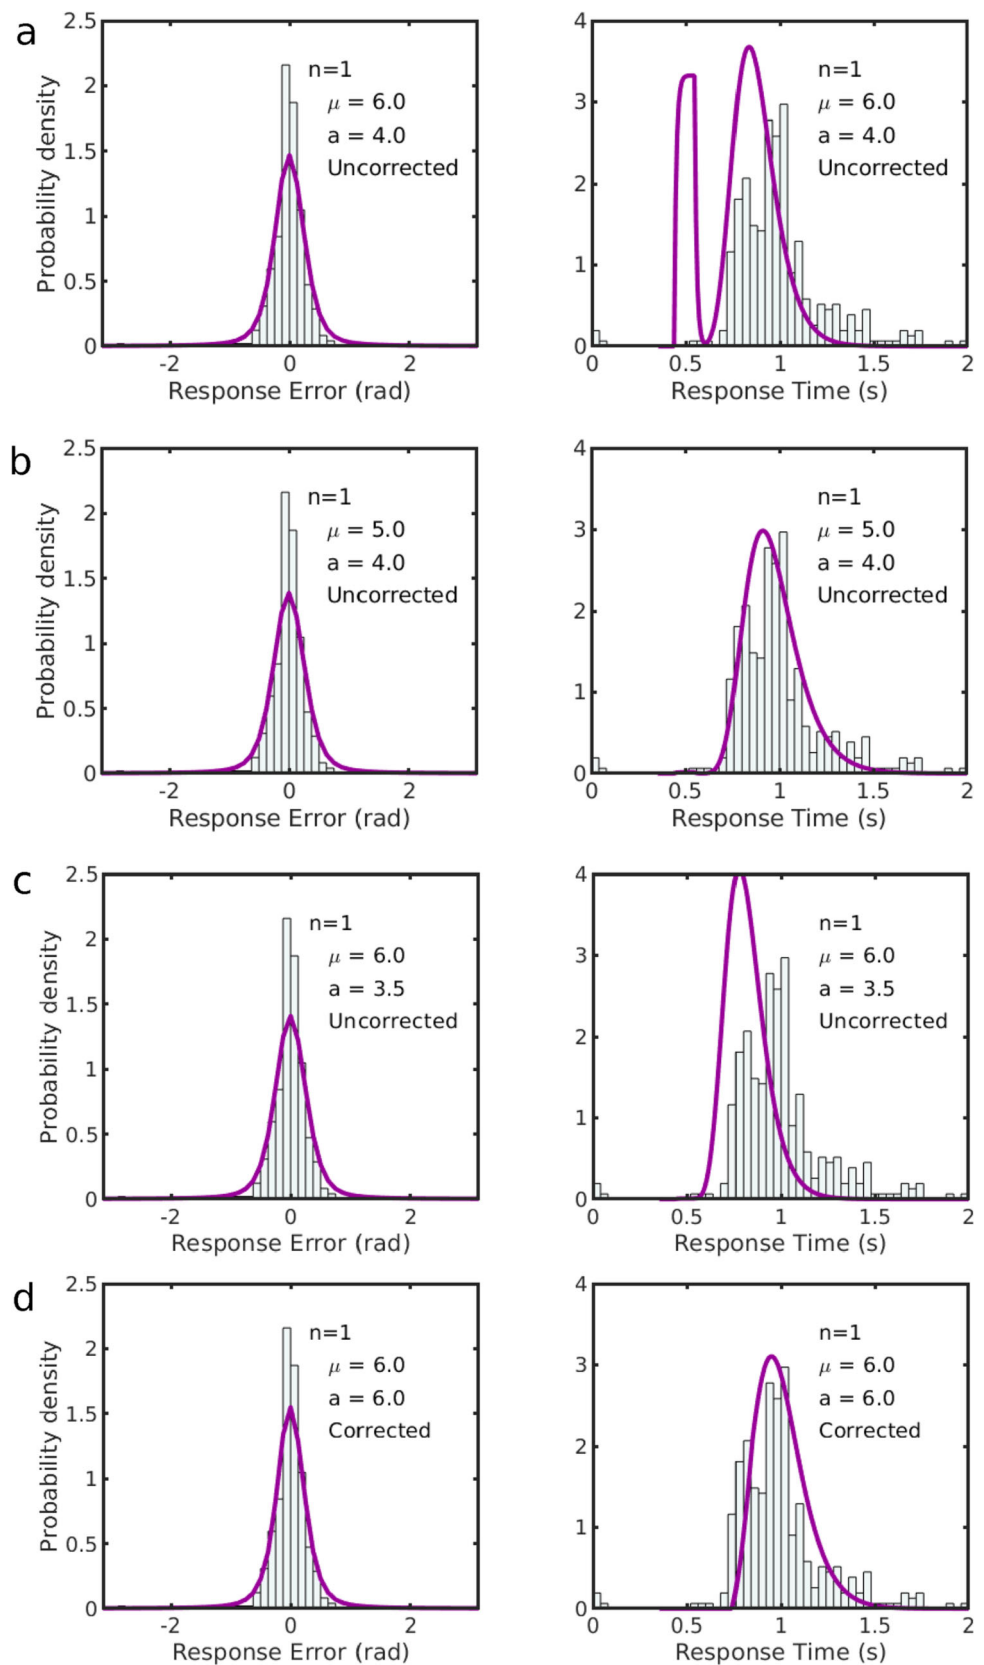 a
2.5
2
1.5
1
0.5
0
-2
0
2
Probability density
Response Error (rad)
n=1
μ = 6.0
a = 4.0
Uncorrected
4
3
2
1
0
0
0.5
1
1.5
2
Response Time (s)
n=1
μ = 6.0
a = 4.0
Uncorrected
b
2.5
2
1.5
1
0.5
0
-2
0
2
Probability density
Response Error (rad)
n=1
μ = 5.0
a = 4.0
Uncorrected
4
3
2
1
0
0
0.5
1
1.5
2
Response Time (s)
n=1
μ = 5.0
a = 4.0
Uncorrected
c
2.5
2
1.5
1
0.5
0
-2
0
2
Probability density
Response Error (rad)
n=1
μ = 6.0
a = 3.5
Uncorrected
4
3
2
1
0
0
0.5
1
1.5
2
Response Time (s)
n=1
μ = 6.0
a = 3.5
Uncorrected
d
2.5
2
1.5
1
0.5
0
-2
0
2
Probability density
Response Error (rad)
n=1
μ = 6.0
a = 6.0
Corrected
4
3
2
1
0
0
0.5
1
1.5
2
Response Time (s)
n=1
μ = 6.0
a = 6.0
Corrected